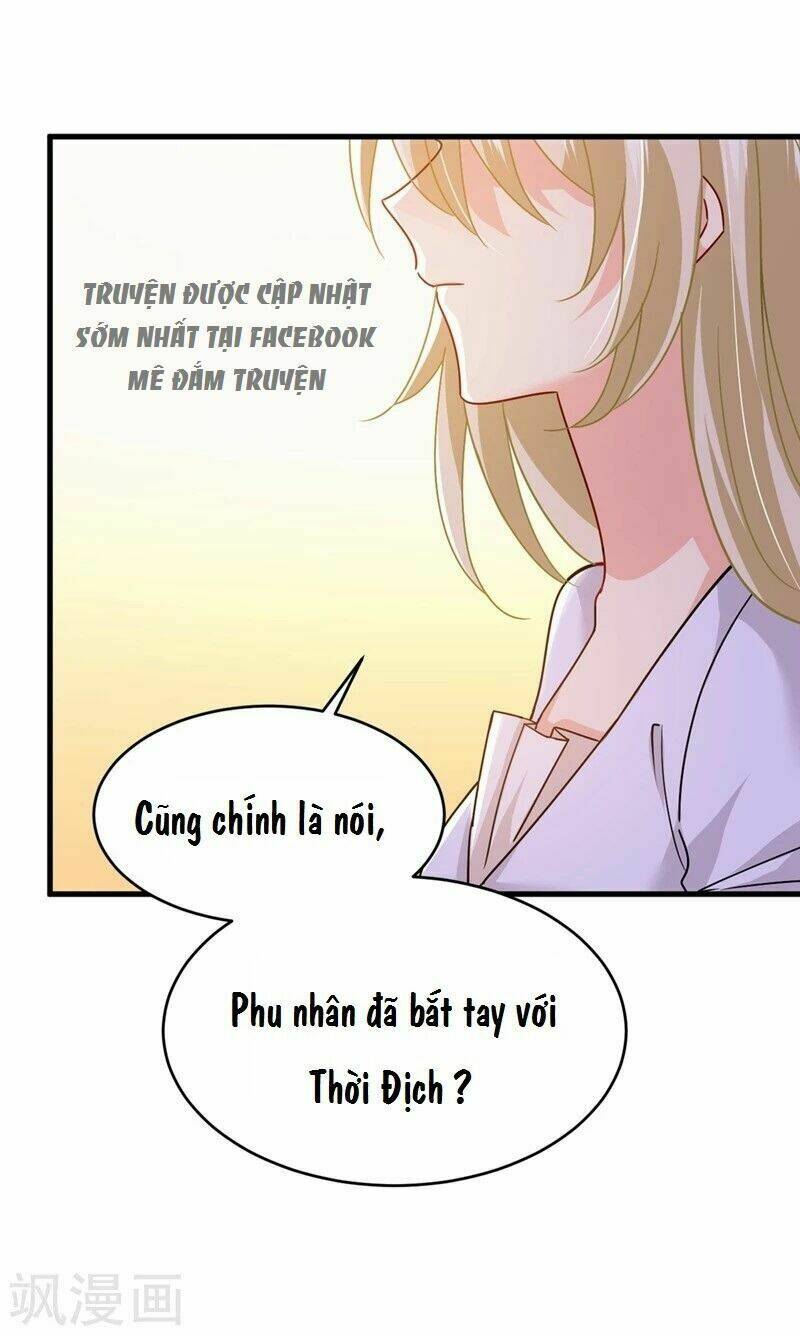 TRUYỆN ĐƯỢC CẬP NHẬT
SỚM NHẤT TẠI FACEBOOK
MÊ ĐẮM TRUYỆN
Cũng chính là nói,
Phu nhân đã bắt tay với
Thời Địch ?
飒漫画